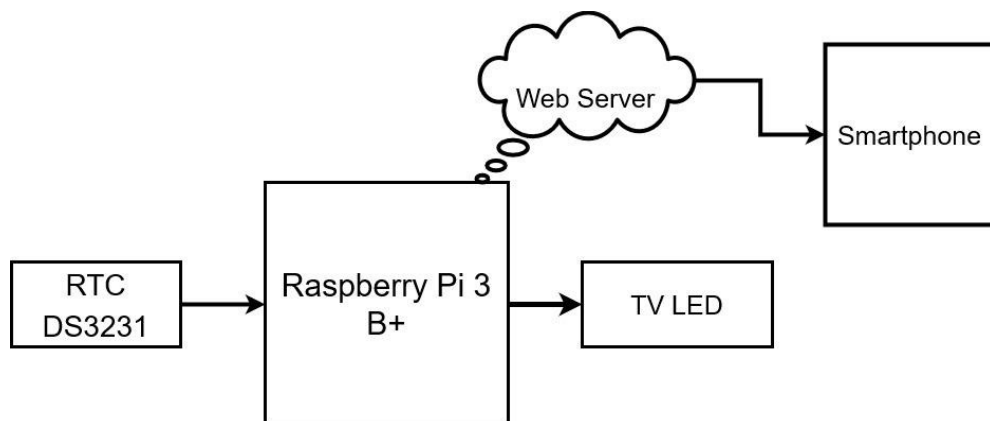 Web Server
Smartphone
RTC
DS3231
Raspberry Pi 3
B+
TV LED